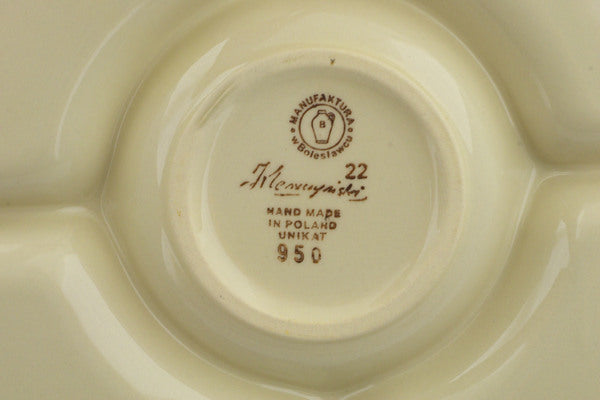 MANUFAKTURA
w Bolesławcu
B
22
HAND MADE
IN POLAND
UNIKAT
950